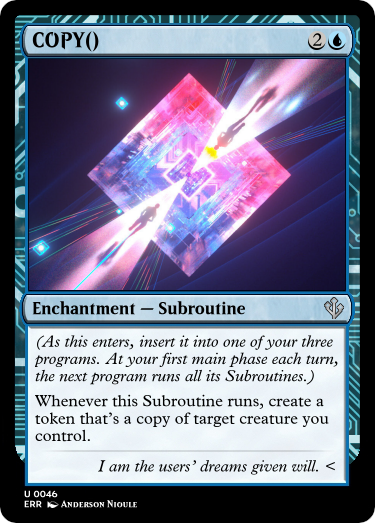 COPY()
2
Enchantment — Subroutine
(As this enters, insert it into one of your three
programs. At your first main phase each turn,
the next program runs all its Subroutines.)
Whenever this Subroutine runs, create a
token that's a copy of target creature you
control.
I am the users' dreams given will. <
U 0046
ERR Anderson Nioule